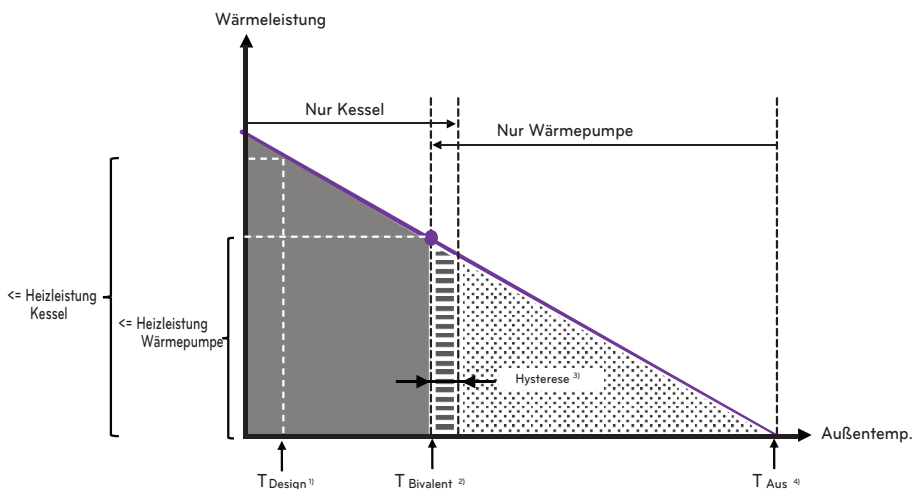 Wärmeleistung
Nur Kessel
Nur Wärmepumpe
<= Heizleistung
Kessel
<= Heizleistung
Wärmepumpe
Hysterese ³⁾
Außentemp.
T Design ¹⁾
T Bivalent ²⁾
T Aus ⁴⁾